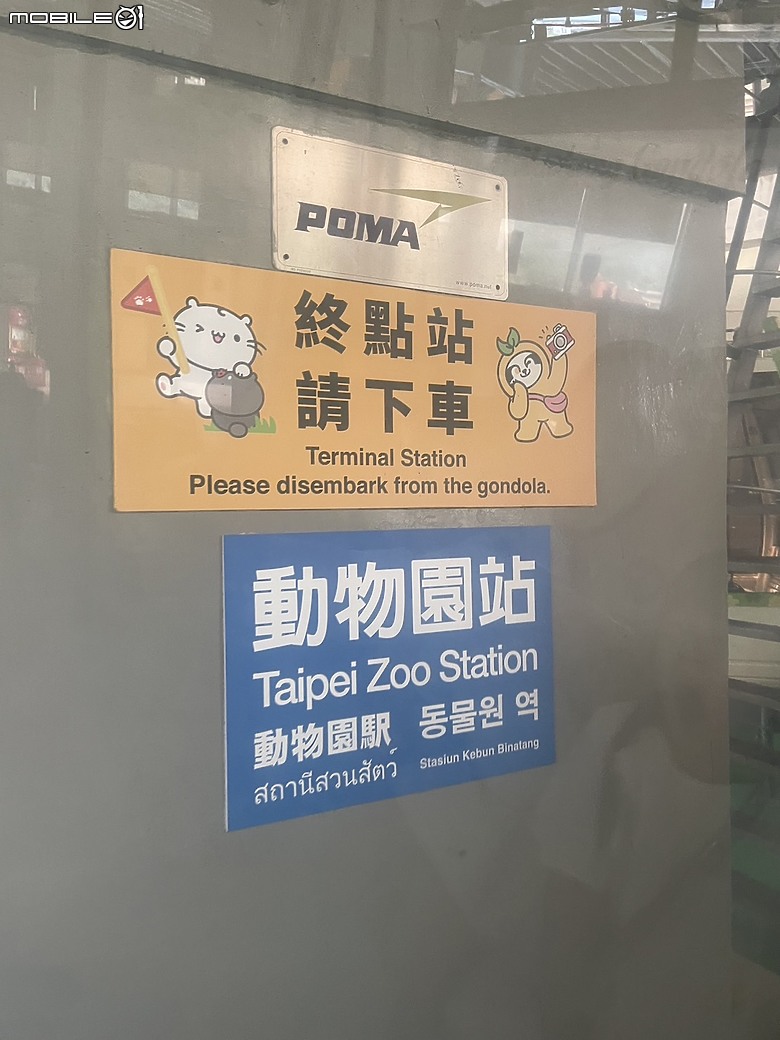 MOBILE01
POMA
www.poma.net
終點站
請下車
Terminal Station
Please disembark from the gondola.
動物園站
Taipei Zoo Station
動物園駅
동물원 역
สถานีสวนสัตว์
Stasiun Kebun Binatang